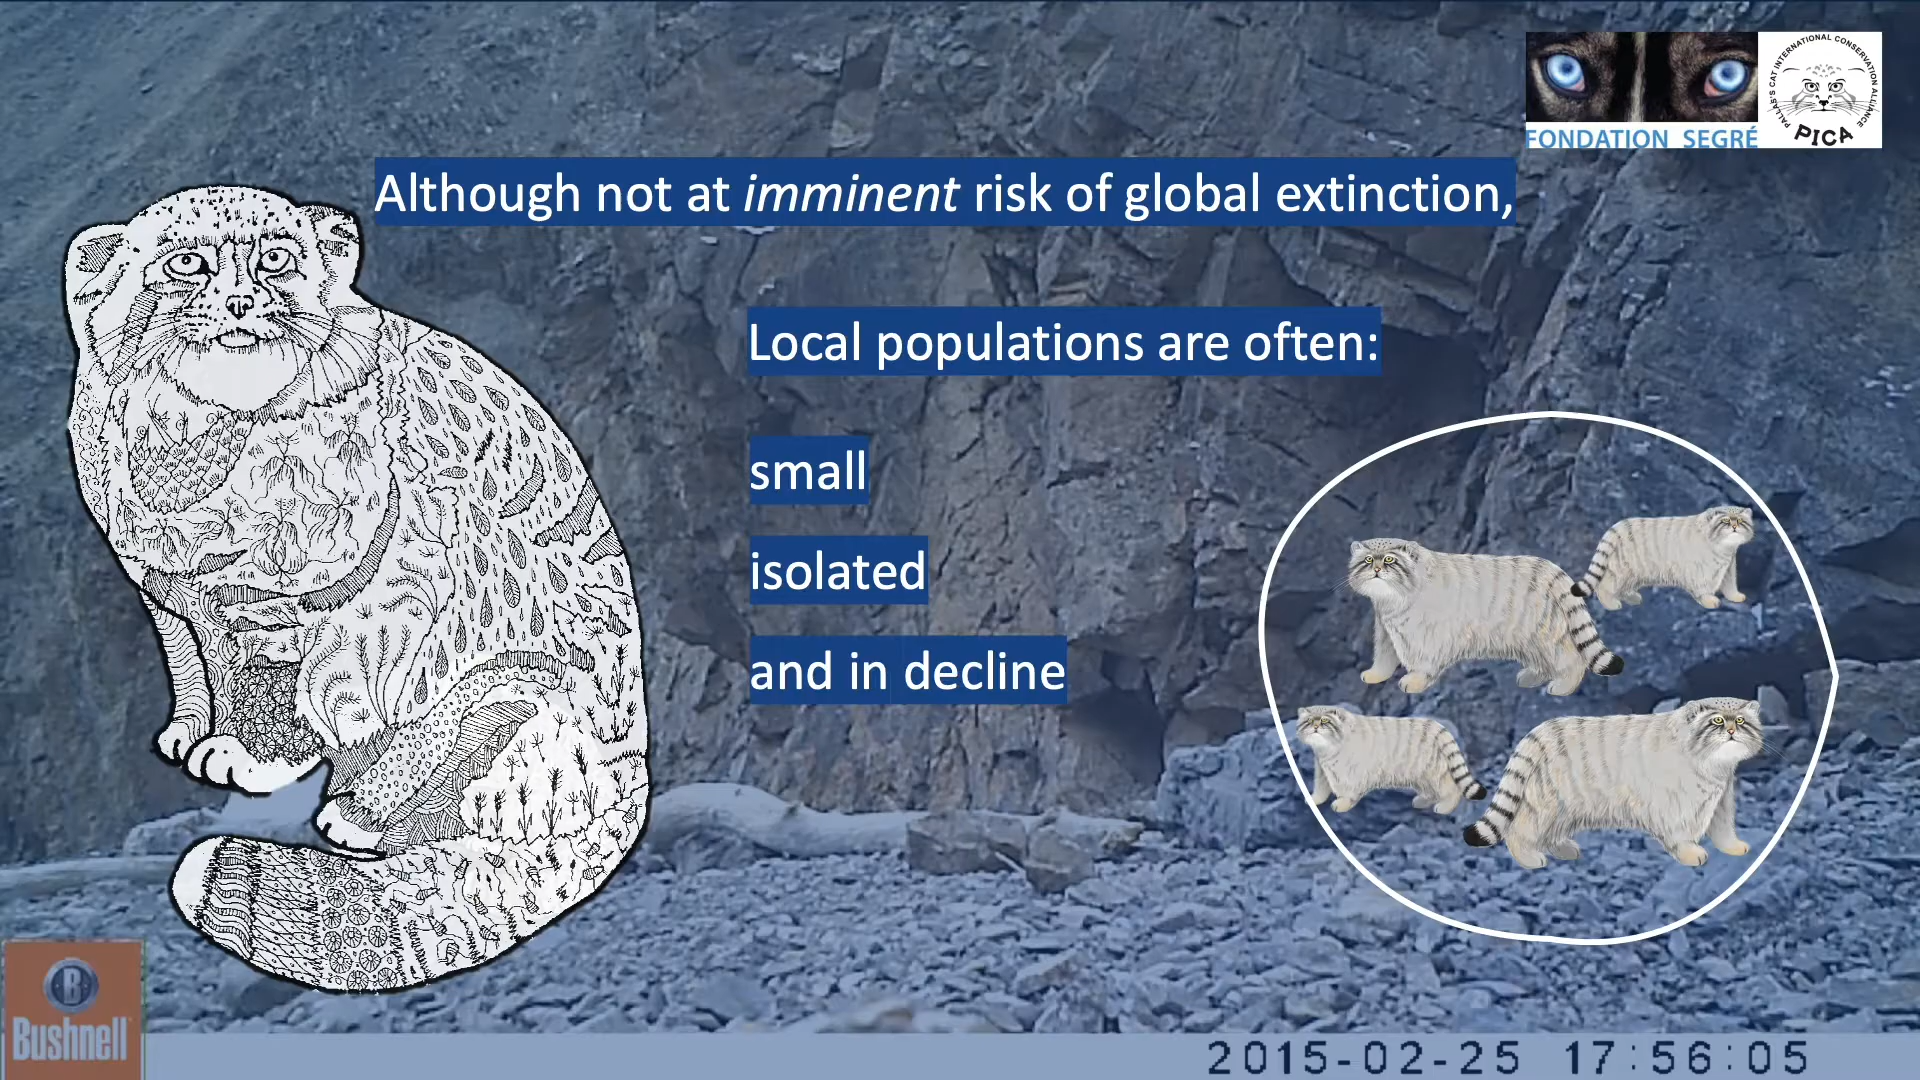 FONDATION SEGRÉ
PALLAS'S CAT INTERNATIONAL CONSERVATION ALLIANCE
PICA
Although not at imminent risk of global extinction,
Local populations are often:
small
isolated
and in decline
B
Bushnell
2015-02-25 17:56:05